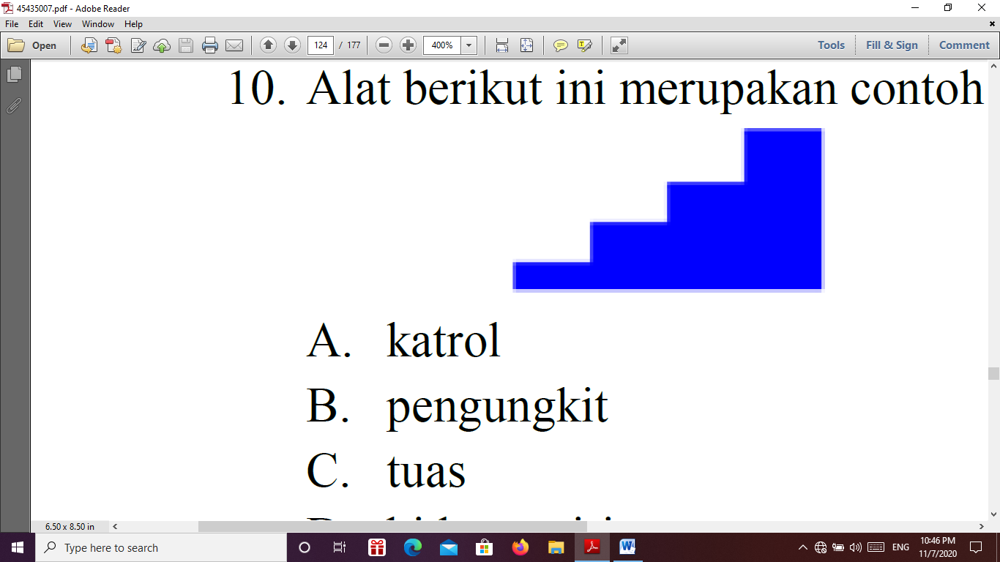 45435007.pdf - Adobe Reader
File Edit View Window Help
Open 124 / 177 400% Tools Fill & Sign Comment
10. Alat berikut ini merupakan contoh
A. katrol
B. pengungkit
C. tuas
6.50 x 8.50 in
Type here to search ENG 10:46 PM
11/7/2020